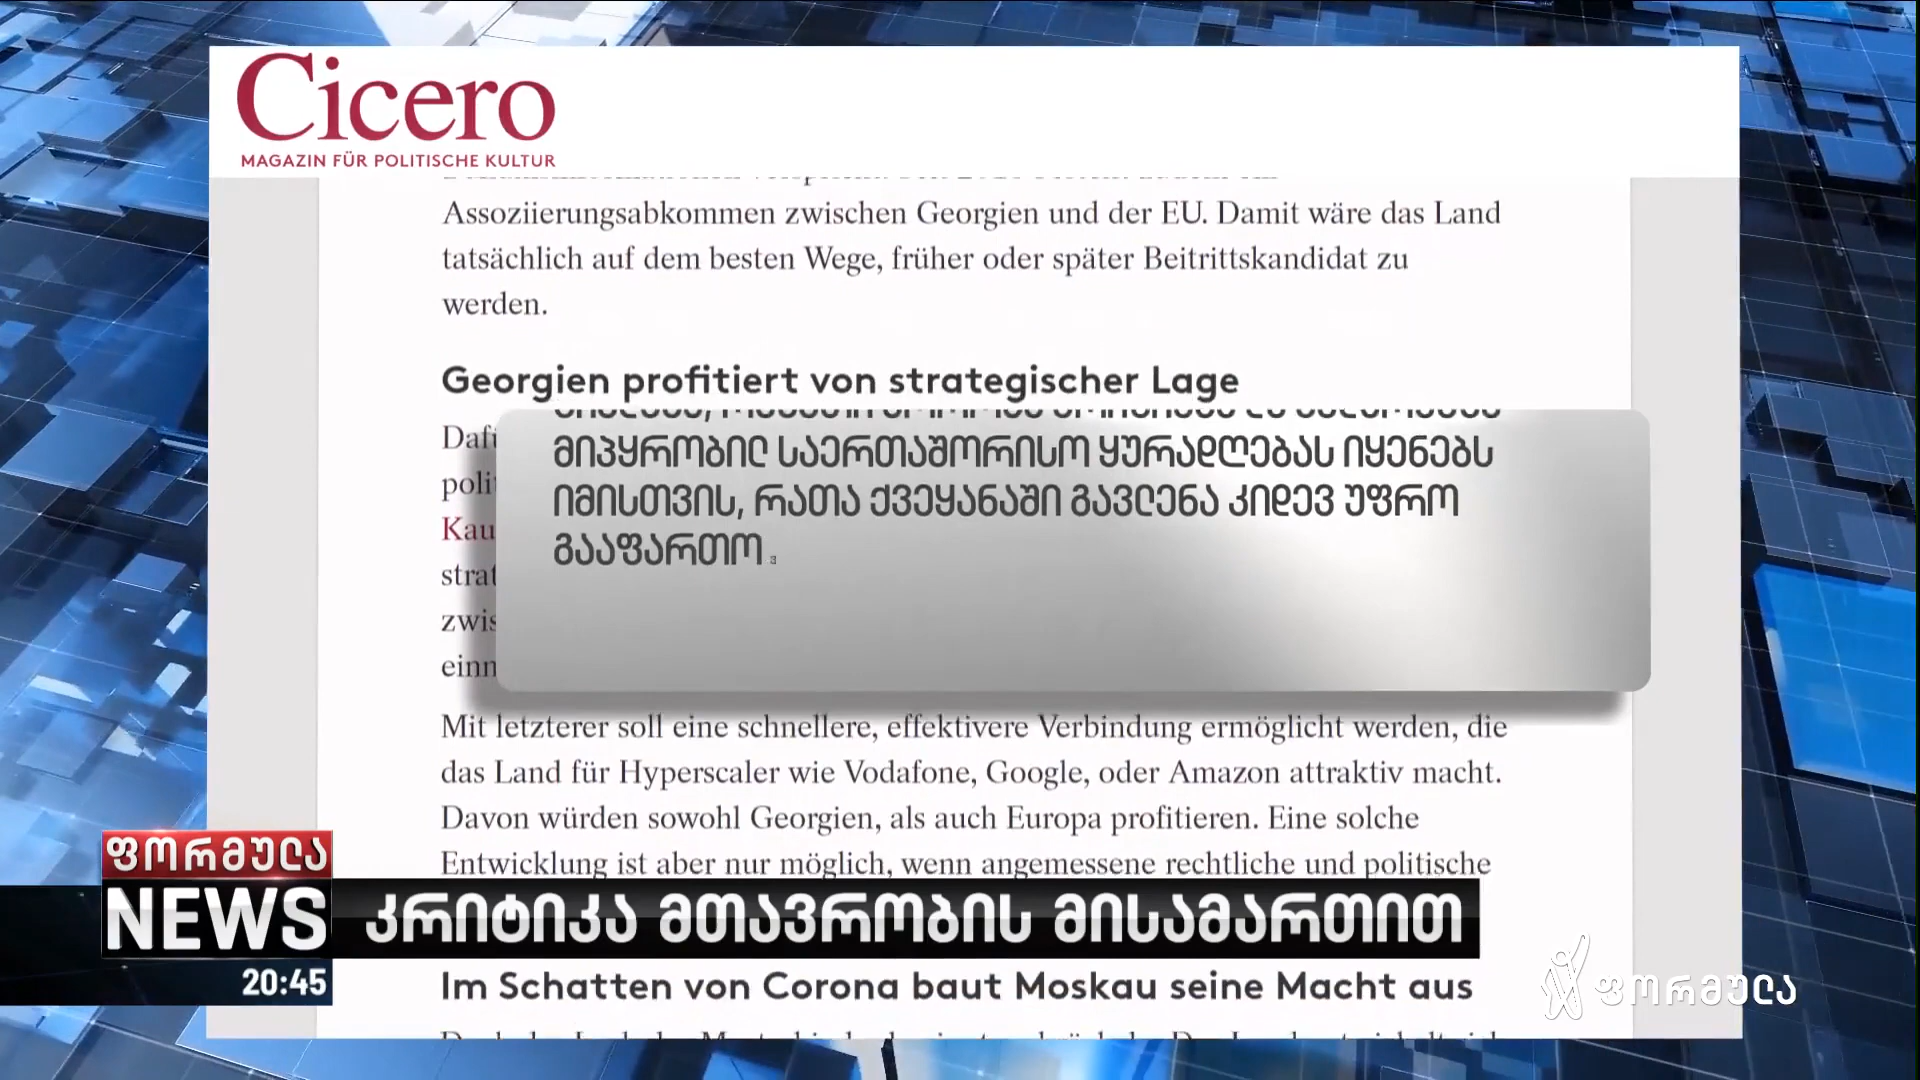 Cicero
MAGAZIN FÜR POLITISCHE KULTUR
Assoziierungsabkommen zwischen Georgien und der EU. Damit wäre das Land
tatsächlich auf dem besten Wege, früher oder später Beitrittskandidat zu
werden.
Georgien profitiert von strategischer Lage
მიპყრობილ საერთაშორისო ყურადღებას იყენებს
იმისთვის, რათა ქვეყანაში გავლენა კიდევ უფრო
გააფართო
Mit letzterer soll eine schnellere, effektivere Verbindung ermöglicht werden, die
das Land für Hyperscaler wie Vodafone, Google, oder Amazon attraktiv macht.
Davon würden sowohl Georgien, als auch Europa profitieren. Eine solche
Entwicklung ist aber nur möglich, wenn angemessene rechtliche und politische
ფორმულა
NEWS
კრიტიკა მთავრობის მისამართით
20:45
Im Schatten von Corona baut Moskau seine Macht aus
ფორმულა